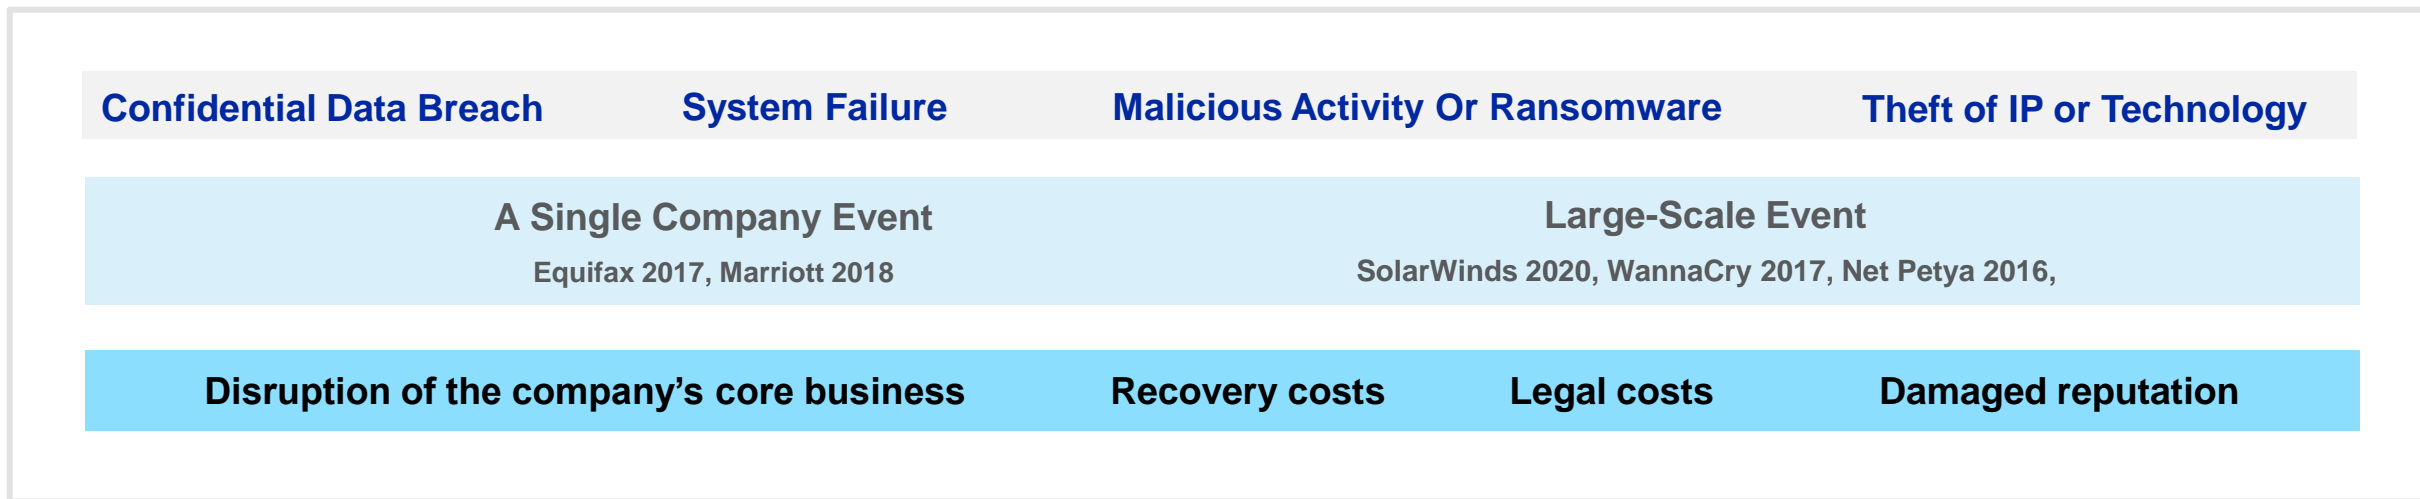 Confidential Data Breach System Failure Malicious Activity Or Ransomware Theft of IP or Technology
A Single Company Event Large-Scale Event
Equifax 2017, Marriott 2018 SolarWinds 2020, WannaCry 2017, Net Petya 2016,
Disruption of the company’s core business Recovery costs Legal costs Damaged reputation